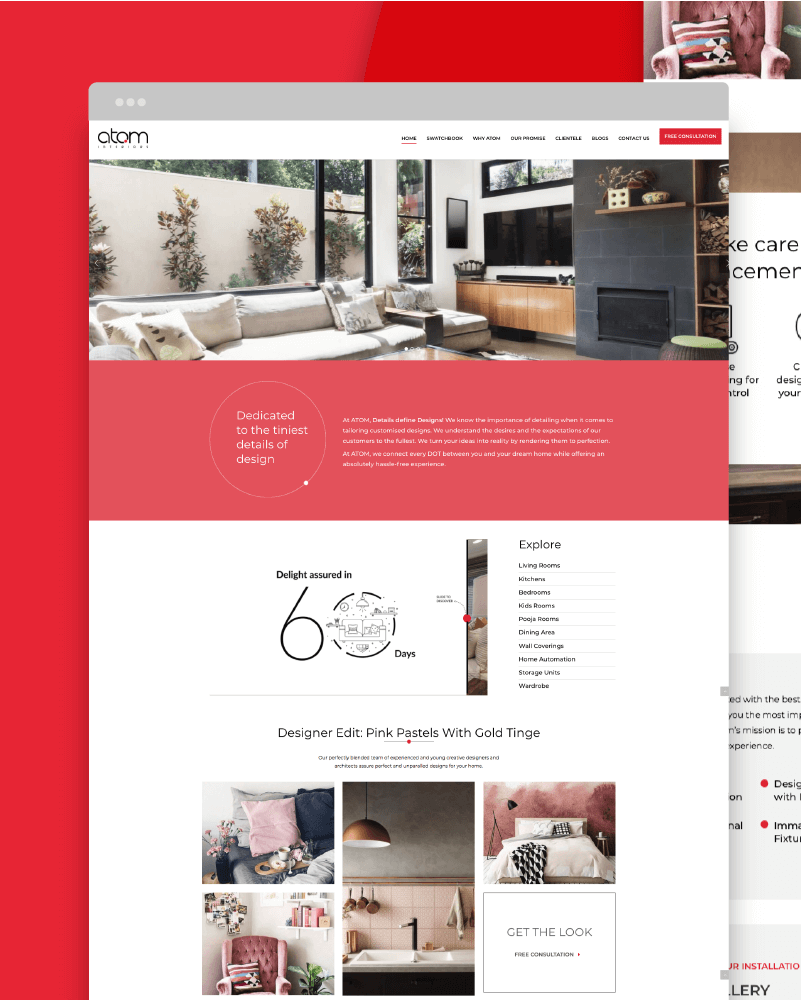 atom
INTERIORS
HOME SWATCHBOOK WHY ATOM OUR PROMISE CLIENTELE BLOGS CONTACT US FREE CONSULTATION
Dedicated
to the tiniest
details of
design
At ATOM, Details define Designs! We know the importance of detailing when it comes to
tailoring customised designs. We understand the desires and the expectations of our
customers to the fullest. We turn your ideas into reality by rendering them to perfection.
At ATOM, we connect every DOT between you and your dream home while offering an
absolutely hassle-free experience.
Delight assured in
60
Days
SLIDE TO
DISCOVER
Explore
Living Rooms
Kitchens
Bedrooms
Kids Rooms
Pooja Rooms
Dining Area
Wall Coverings
Home Automation
Storage Units
Wardrobe
Designer Edit: Pink Pastels With Gold Tinge
Our perfectly blended team of experienced and young creative designers and
architects assure perfect and unparalled designs for your home.
GET THE LOOK
FREE CONSULTATION
ke care
cemen
e
ng for
ntrol
C
desig
your
ed with the best
you the most imp
n's mission is to p
xperience.
on
nal
Desig
with I
Imma
Fixtu
UR INSTALLATIO
LLERY